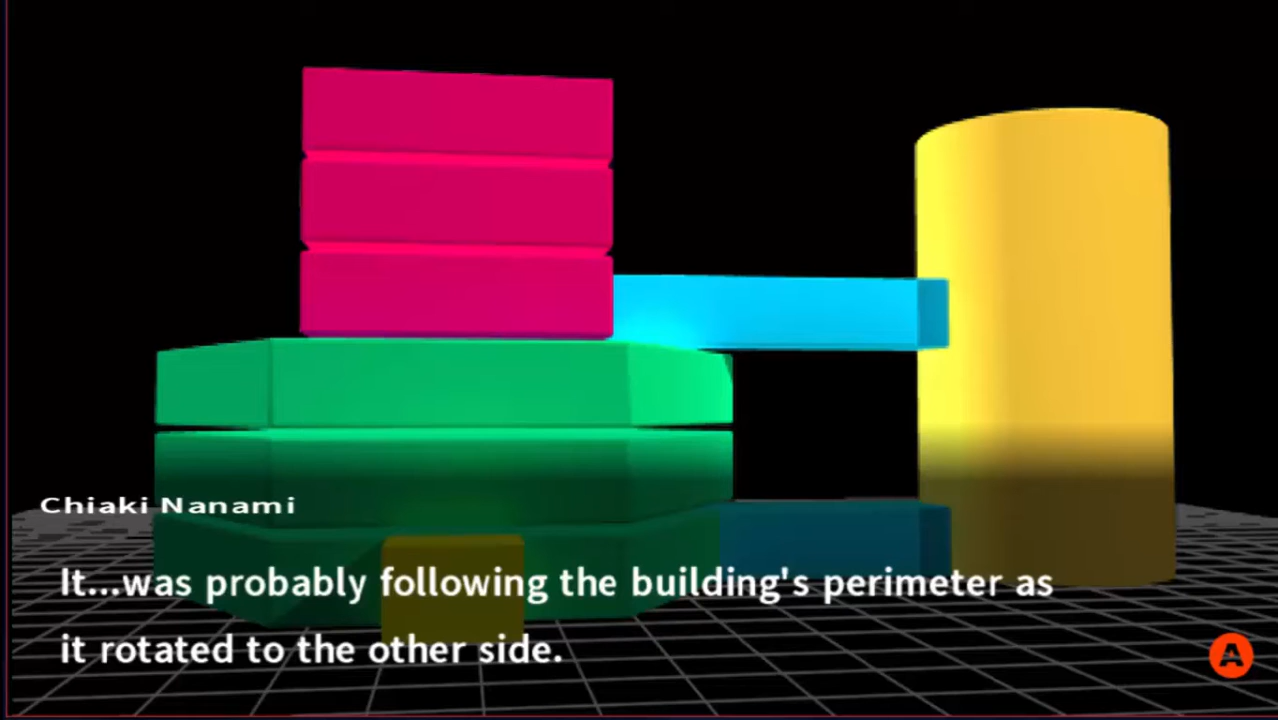 Chiaki Nanami
It...was probably following the building's perimeter as
it rotated to the other side.
A